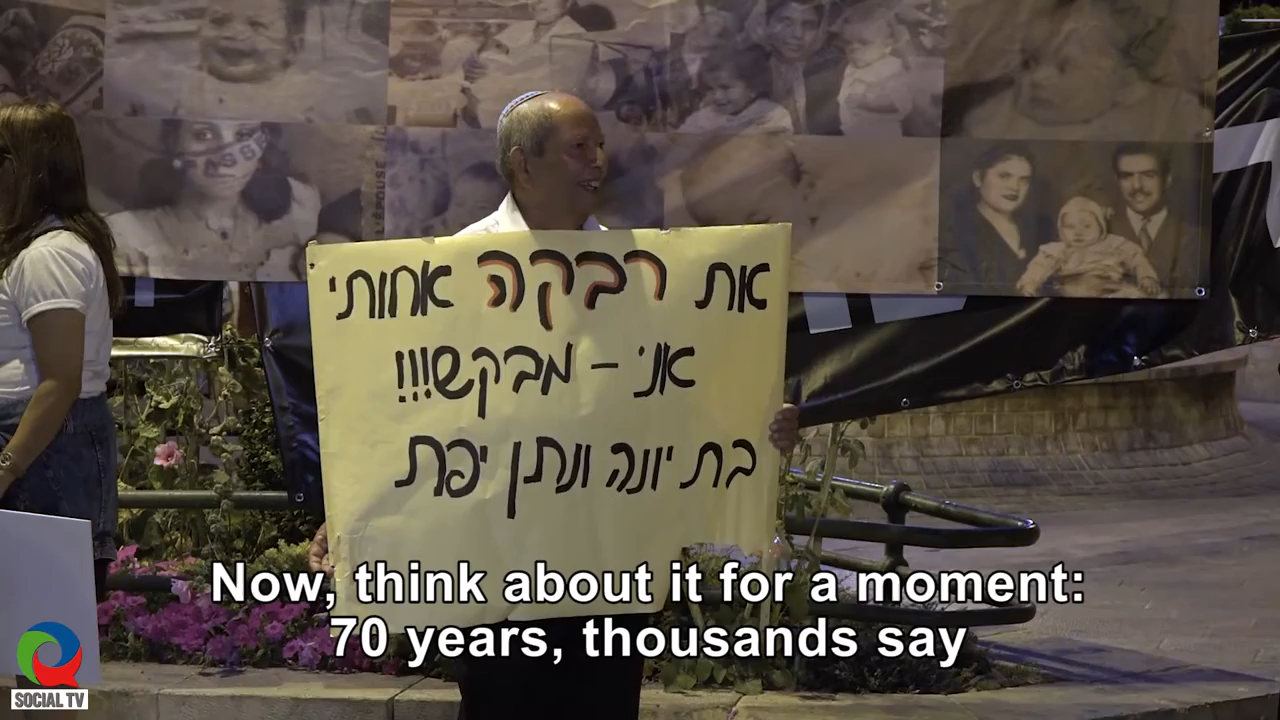 את רבקה אחותי
אני - מבקש!!!
בת יונה ונתן יפת
Now, think about it for a moment:
70 years, thousands say
SOCIAL TV